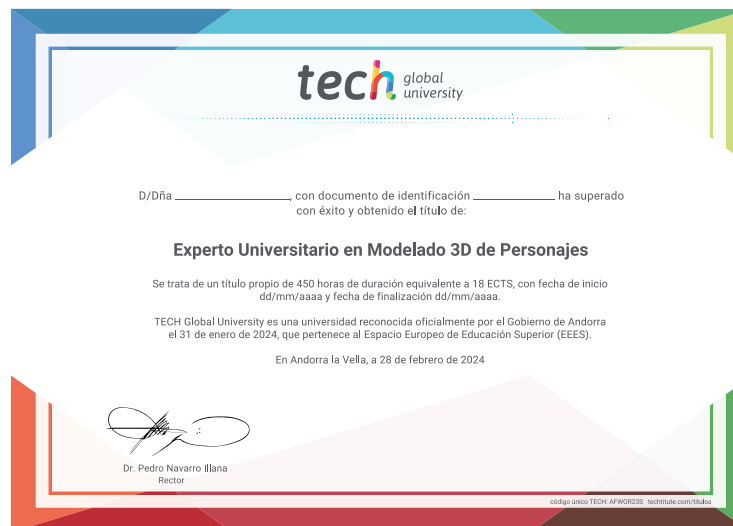 tech global
university
D/Dña ____________________, con documento de identificación ______________ ha superado
con éxito y obtenido el título de:
Experto Universitario en Modelado 3D de Personajes
Se trata de un título propio de 450 horas de duración equivalente a 18 ECTS, con fecha de inicio
dd/mm/aaaa y fecha de finalización dd/mm/aaaa.
TECH Global University es una universidad reconocida oficialmente por el Gobierno de Andorra
el 31 de enero de 2024, que pertenece al Espacio Europeo de Educación Superior (EEES).
En Andorra la Vella, a 28 de febrero de 2024
Dr. Pedro Navarro Illana
Rector
código único TECH: AFWOR23S techtitute.com/titulos